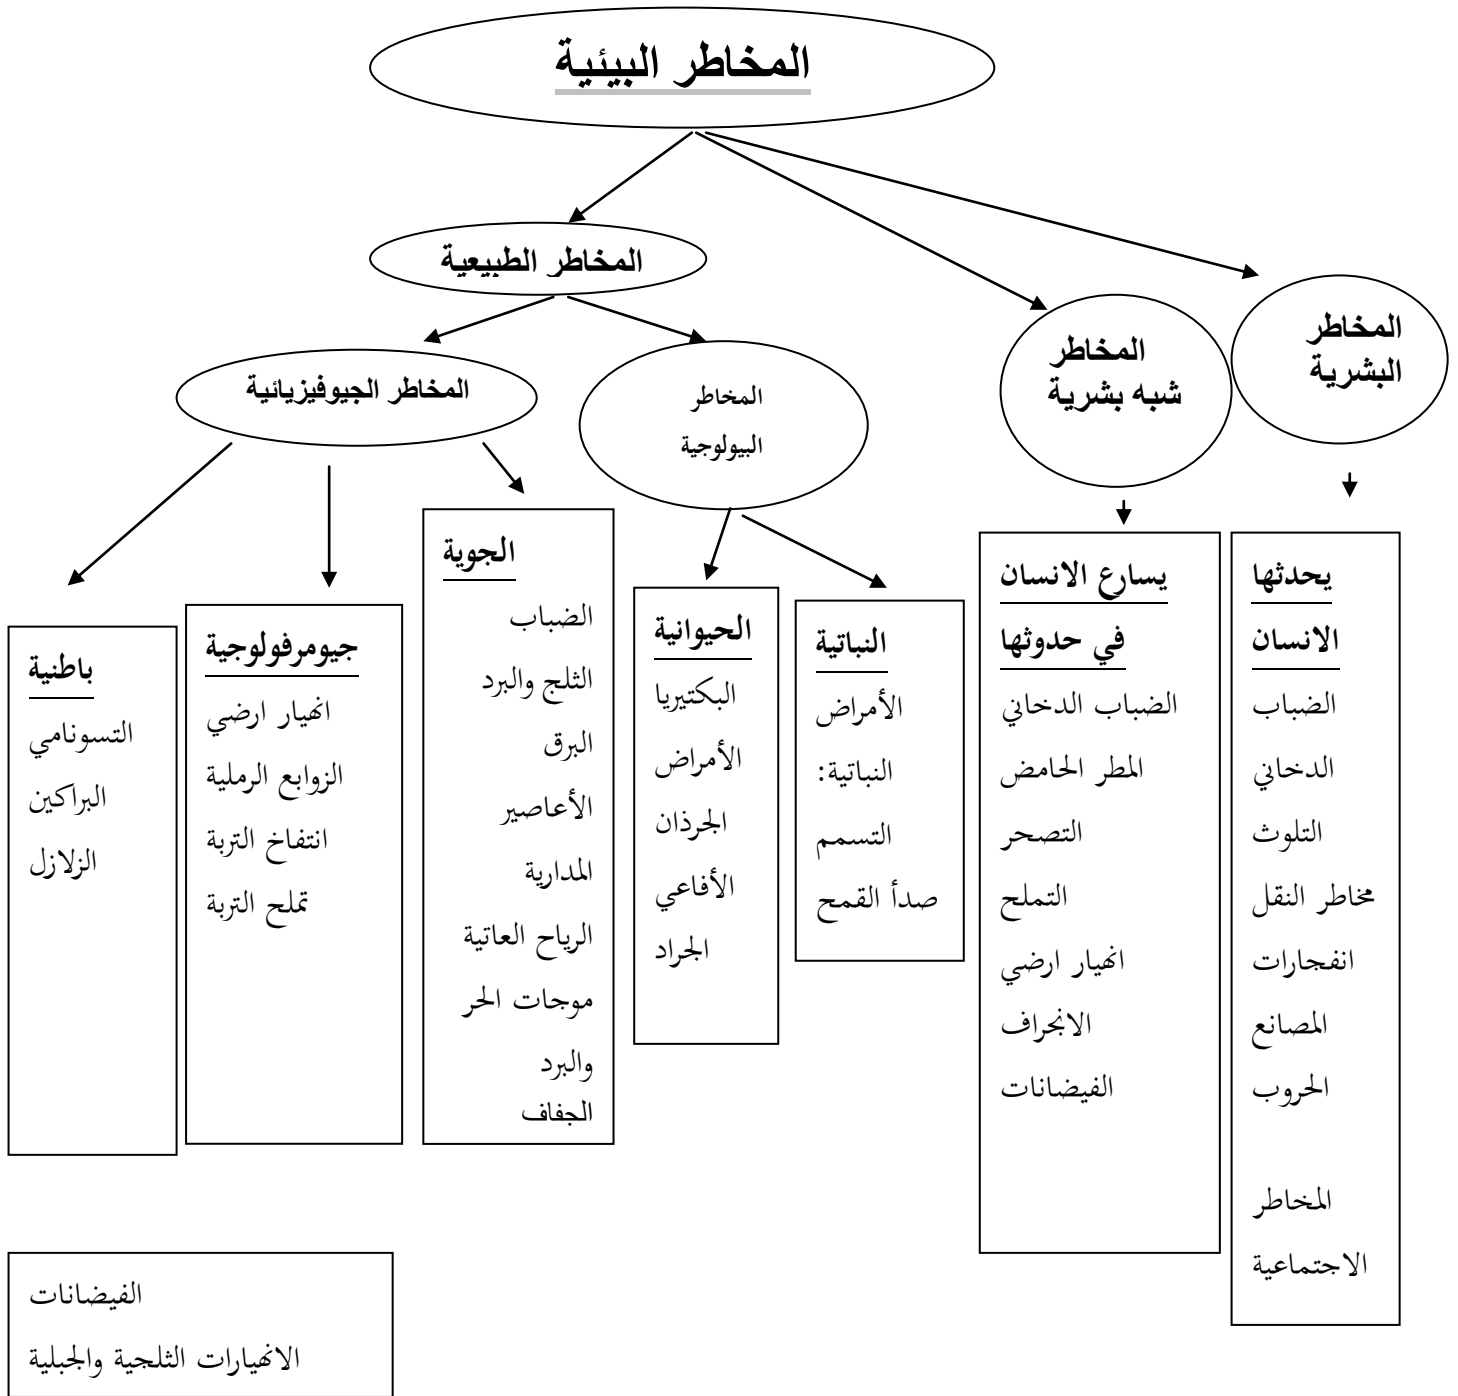 المخاطر البيئية
المخاطر الطبيعية
المخاطر
البشرية
المخاطر
شبه بشرية
المخاطر
البيولوجية
المخاطر الجيوفيزيائية
يحدثها
الانسان
الضباب
الدخاني
التلوث
مخاطر النقل
انفجارات
المصانع
الحروب
المخاطر
الاجتماعية
يسارع الانسان
في حدوثها
الضباب الدخاني
المطر الحامض
التصحر
التملح
انهيار ارضي
الانجراف
الفيضانات
النباتية
الأمراض
النباتية:
التسمم
صدأ القمح
الحيوانية
البكتيريا
الأمراض
الجرذان
الأفاعي
الجراد
الجوية
الضباب
الثلج والبرد
البرق
الأعاصير
المدارية
الرياح العاتية
موجات الحر
والبرد
الجفاف
جيومرفولوجية
انهيار ارضي
الزوابع الرملية
انتفاخ التربة
تملح التربة
باطنية
التسونامي
البراكين
الزلازل
الفيضانات
الانهيارات الثلجية والجبلية